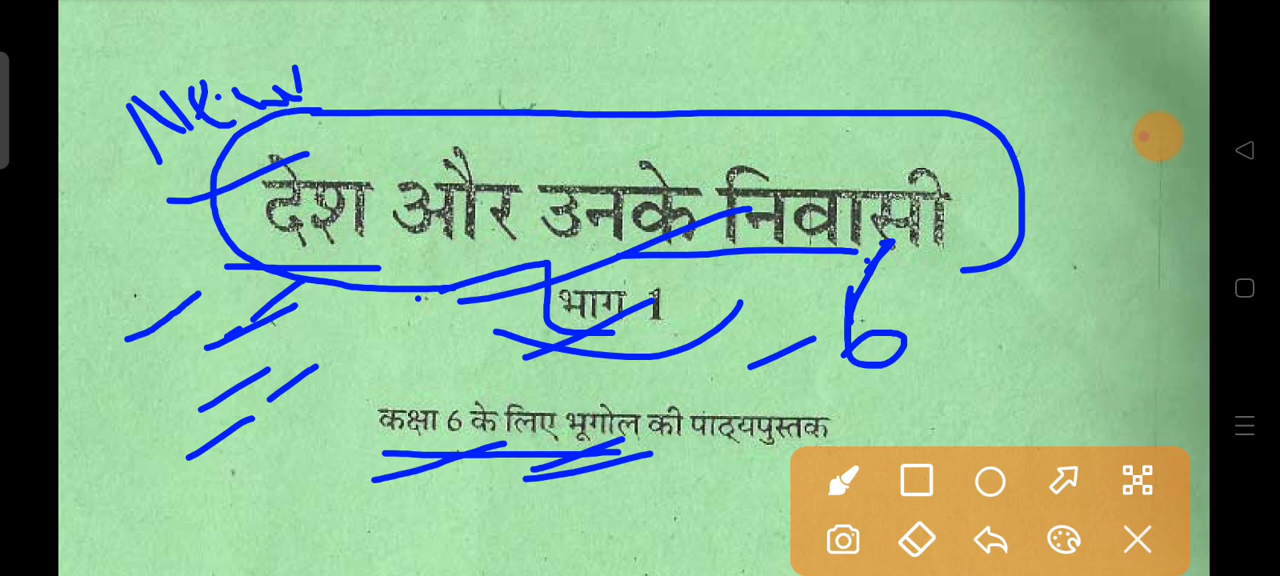 New
देश और उनके निवासी
भाग 1
6
कक्षा 6 के लिए भूगोल की पाठ्यपुस्तक